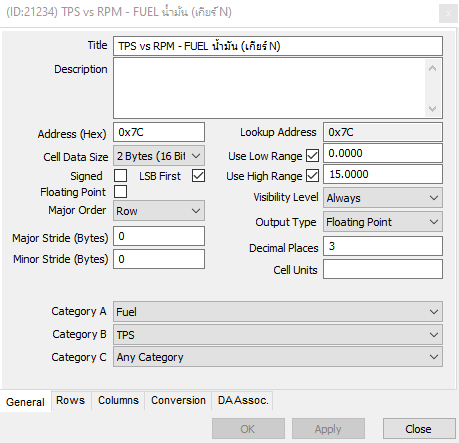 (ID:21234) TPS vs RPM - FUEL น้ำมัน (เกียร์ N)
Title TPS vs RPM - FUEL น้ำมัน (เกียร์ N)
Description
Address (Hex) 0x7C Lookup Address 0x7C
Cell Data Size 2 Bytes (16 Bit Use Low Range 0.0000
Signed LSB First Use High Range 15.0000
Floating Point Visibility Level Always
Major Order Row Output Type Floating Point
Major Stride (Bytes) 0 Decimal Places 3
Minor Stride (Bytes) 0 Cell Units
Category A Fuel
Category B TPS
Category C Any Category
General Rows Columns Conversion DA Assoc.
OK Apply Close